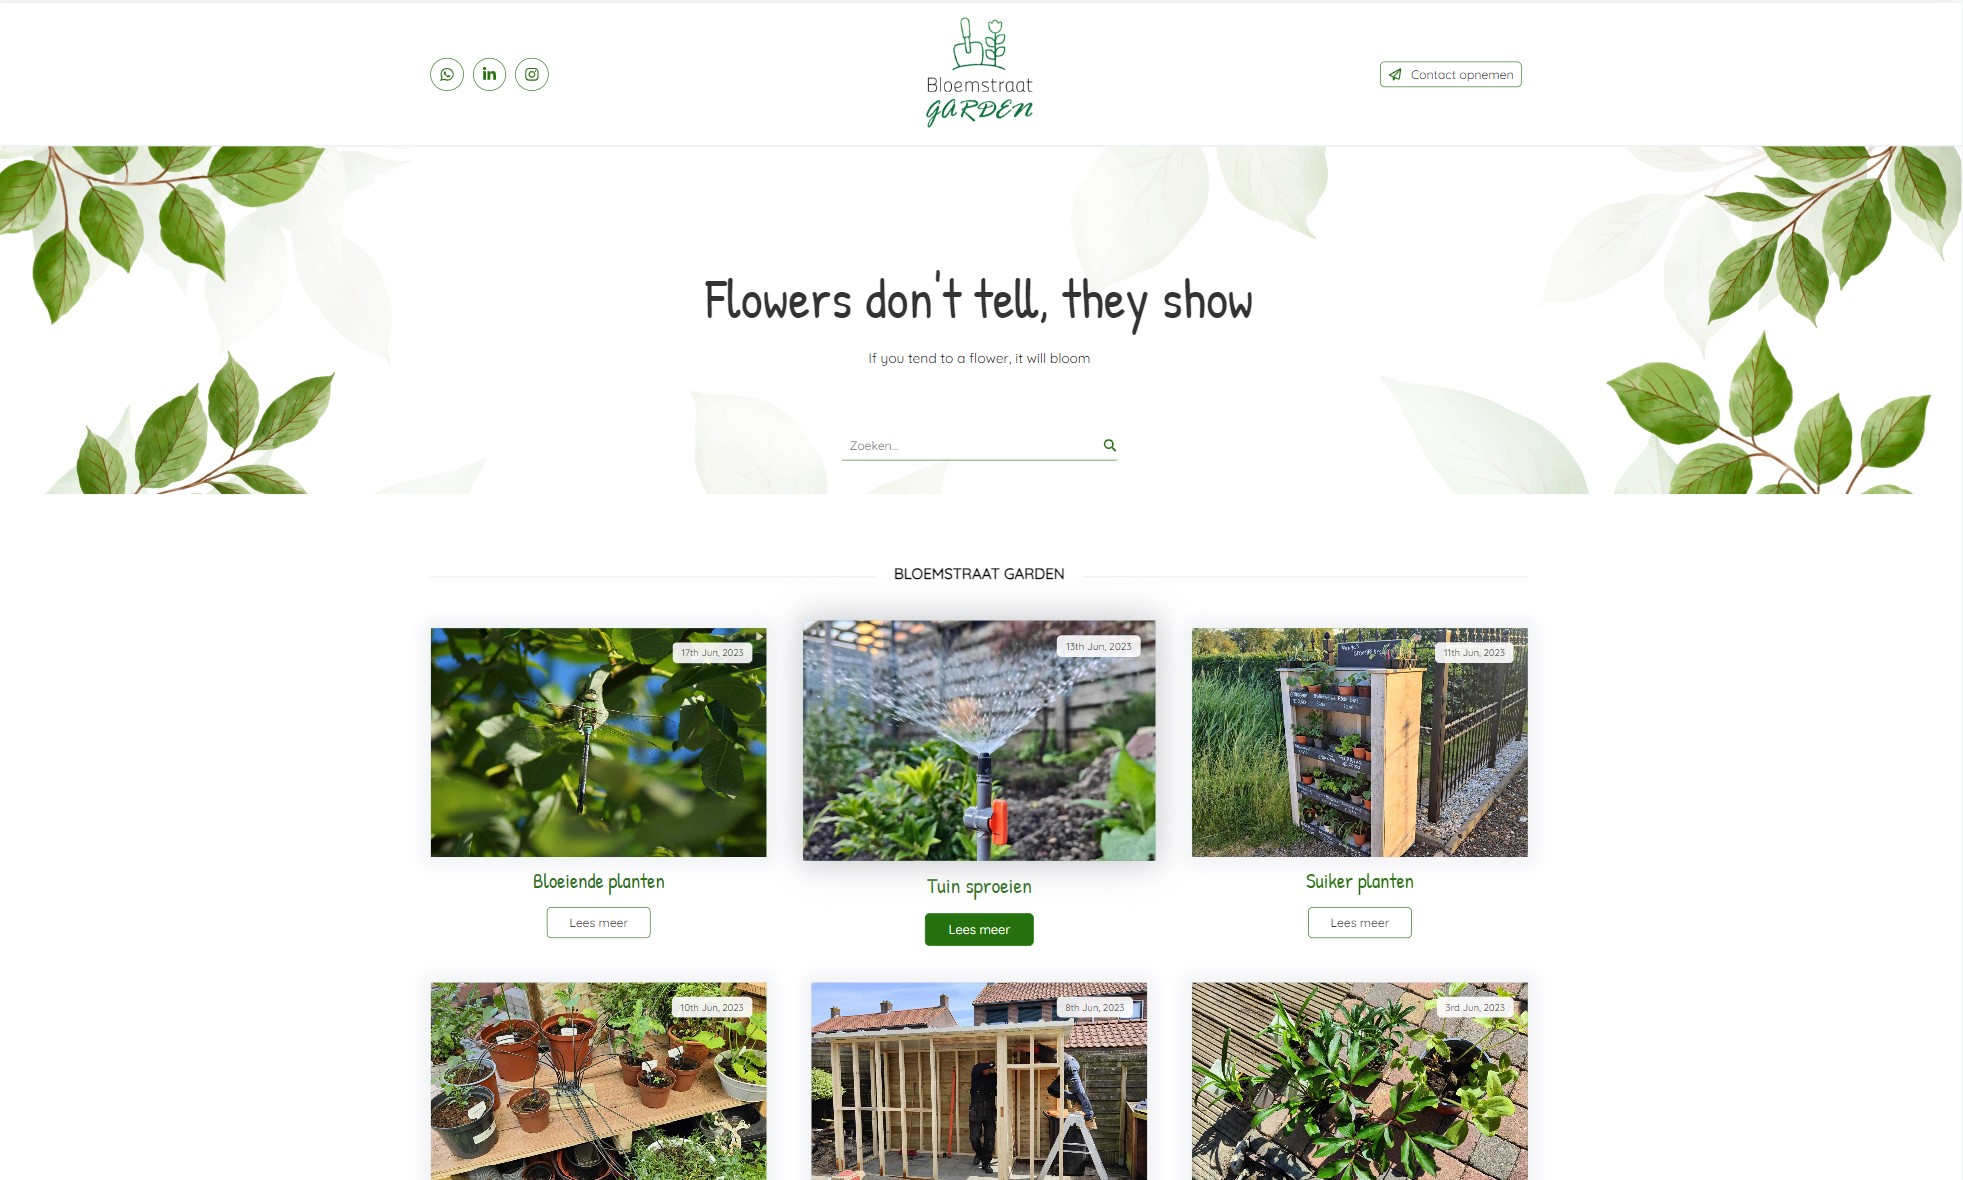 Bloemstraat
GARDEN
Contact opnemen
Flowers don't tell, they show
If you tend to a flower, it will bloom
Zoeken...
BLOEMSTRAAT GARDEN
17th Jun, 2023
13th Jun, 2023
11th Jun, 2023
Bloeiende planten
Tuin sproeien
Suiker planten
Lees meer
Lees meer
Lees meer
10th Jun, 2023
8th Jun, 2023
3rd Jun, 2023